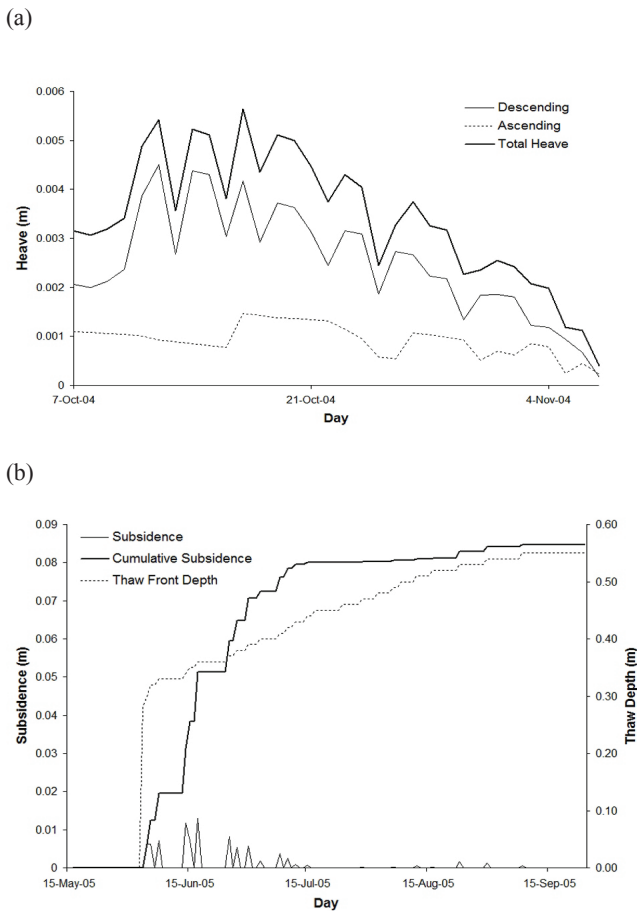 (a)
0.006
0.005
0.004
0.003
0.002
0.001
0
Heave (m)
Descending
Ascending
Total Heave
7-Oct-04
21-Oct-04
4-Nov-04
Day
(b)
0.09
0.08
0.07
0.06
0.05
0.04
0.03
0.02
0.01
0
Subsidence (m)
Subsidence
Cumulative Subsidence
Thaw Front Depth
0.60
0.50
0.40
0.30
0.20
0.10
0.00
Thaw Depth (m)
15-May-05
15-Jun-05
15-Jul-05
15-Aug-05
15-Sep-05
Day